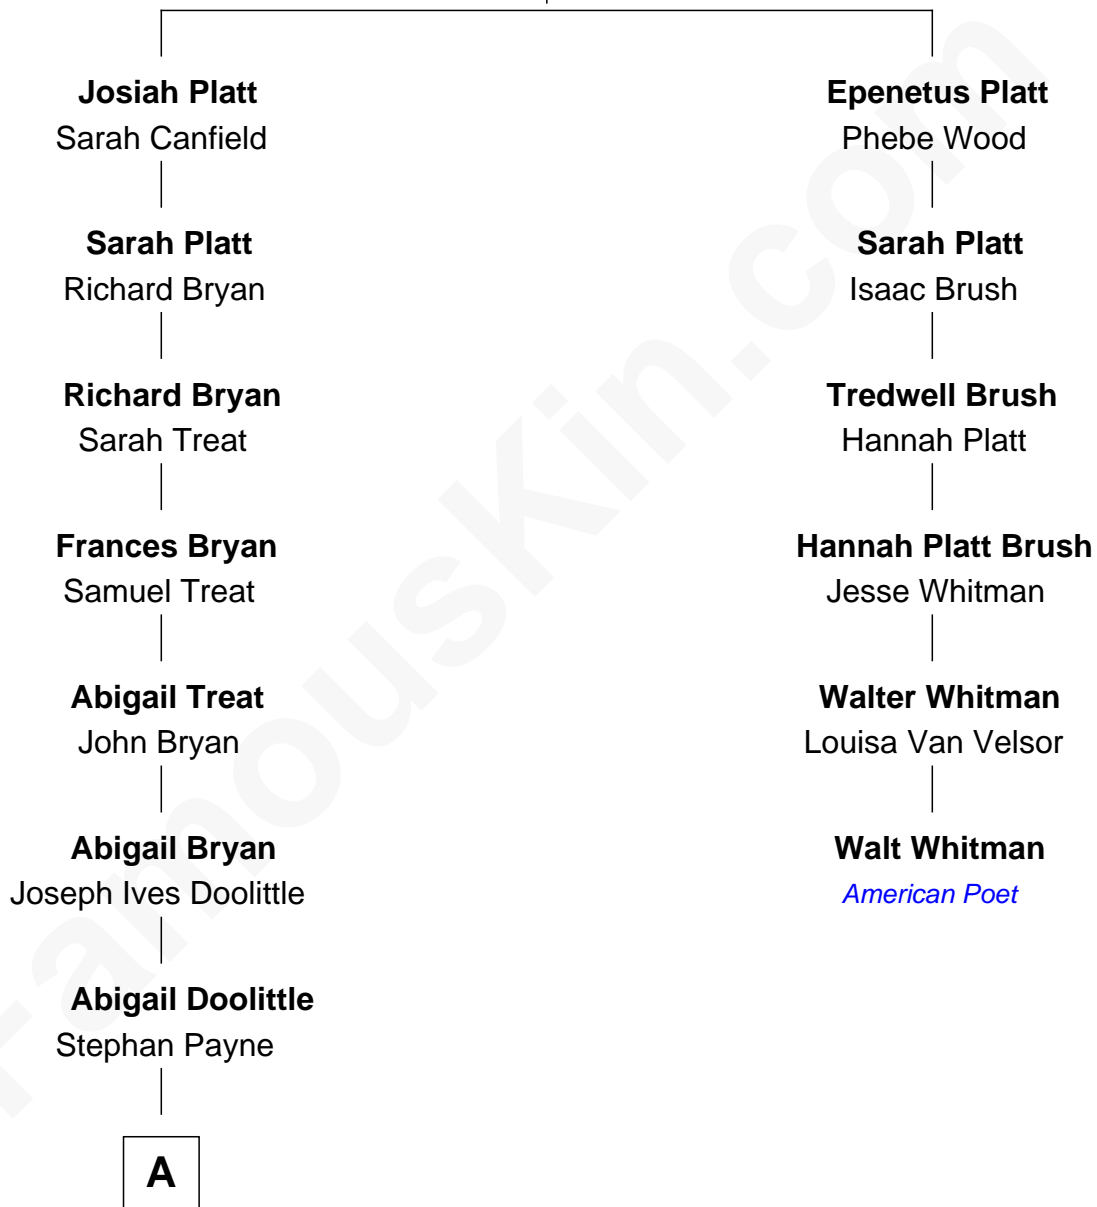 Josiah Platt
Sarah Canfield
Sarah Platt
Richard Bryan
Richard Bryan
Sarah Treat
Frances Bryan
Samuel Treat
Abigail Treat
John Bryan
Abigail Bryan
Joseph Ives Doolittle
Abigail Doolittle
Stephan Payne
A
Epenetus Platt
Phebe Wood
Sarah Platt
Isaac Brush
Tredwell Brush
Hannah Platt
Hannah Platt Brush
Jesse Whitman
Walter Whitman
Louisa Van Velsor
Walt Whitman
American Poet
FamousKin.com